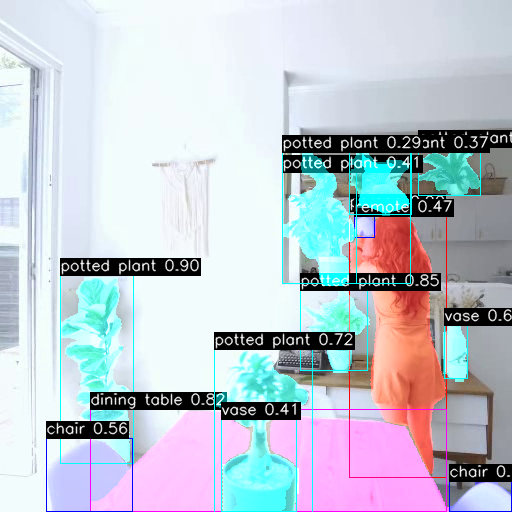 potted plant 0.29
ant 0.37
potted plant 0.41
remote 0.47
potted plant 0.90
potted plant 0.85
vase 0.6
potted plant 0.72
dining table 0.82
vase 0.41
chair 0.56
chair 0.